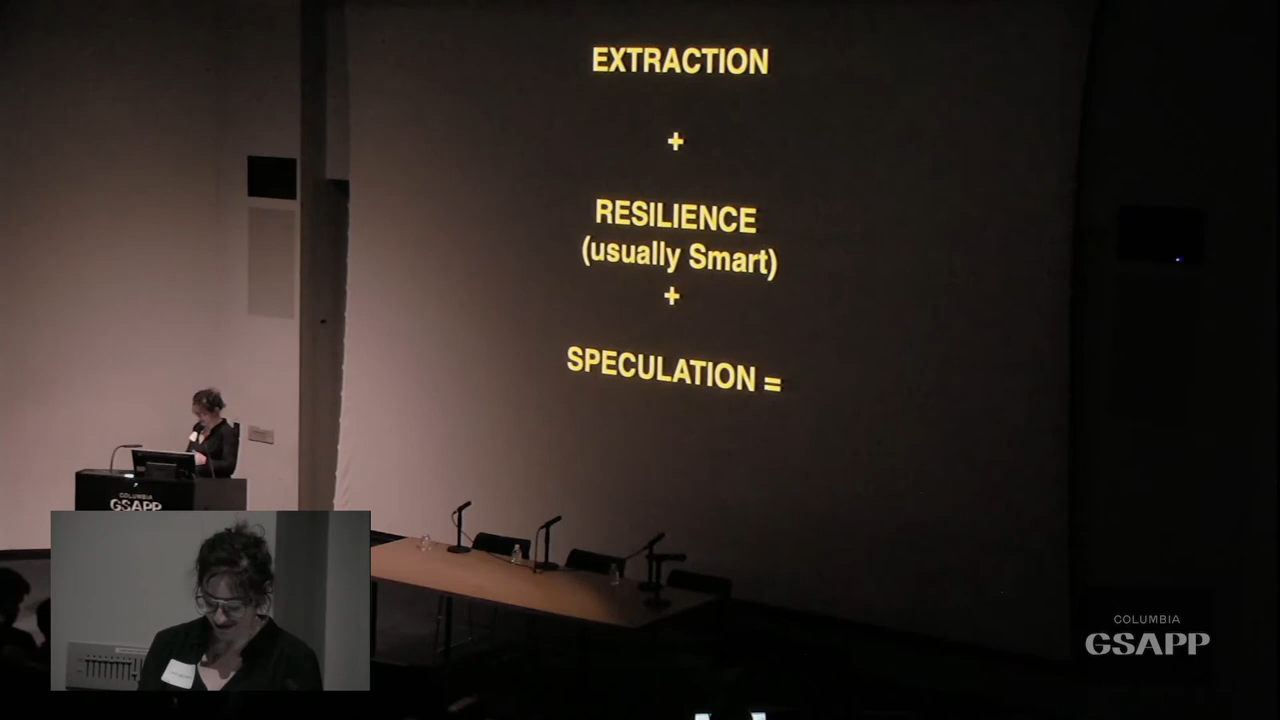 EXTRACTION
+
RESILIENCE
(usually Smart)
+
SPECULATION =
COLUMBIA
GSAPP
COLUMBIA
GSAPP